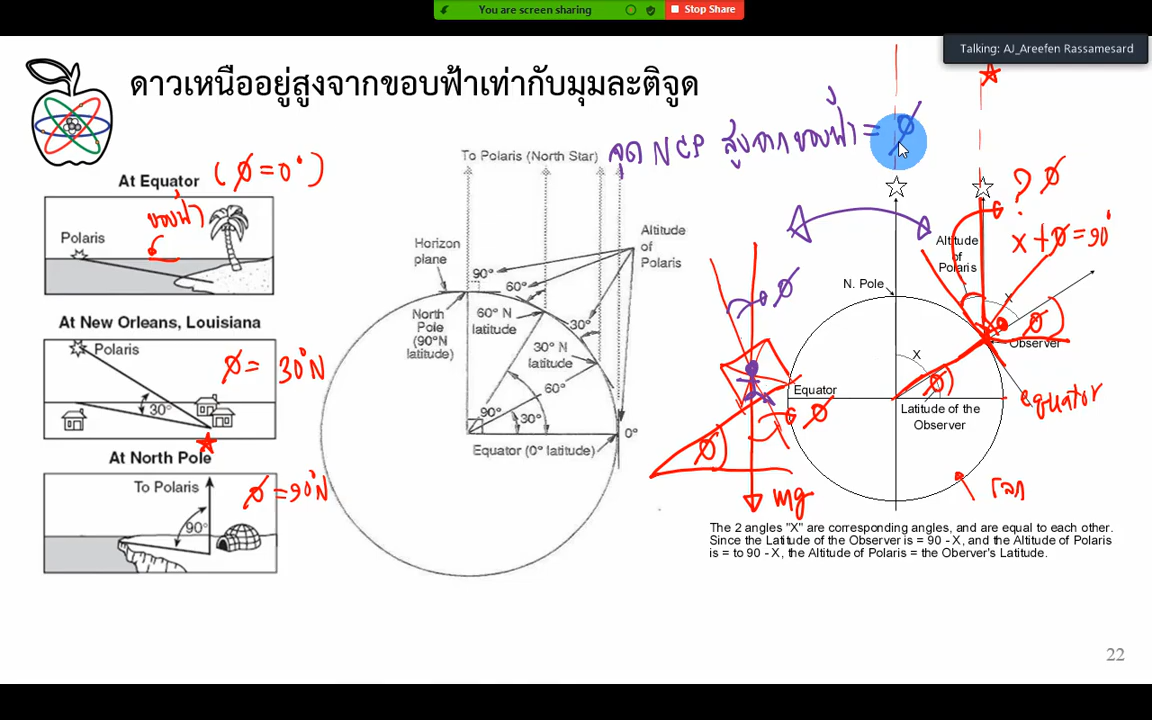 You are screen sharing
Stop Share
Talking: AJ_Areefen Rassamesard
ดาวเหนืออยู่สูงจากขอบฟ้าเท่ากับมุมละติจูด
จุด NCP สูงจากขอบฟ้า = Ø
At Equator
(Ø = 0°)
ขอบฟ้า
Polaris
At New Orleans, Louisiana
Polaris
Ø = 30°N
30°
At North Pole
To Polaris
Ø = 90°N
90°
To Polaris (North Star)
Horizon
plane
Altitude
of
Polaris
90°
60°
North
Pole
(90°N
latitude)
60° N
latitude
30°
30° N
latitude
60°
90°
30°
0°
Equator (0° latitude)
? Ø
X + Ø = 90°
Altitude
of
Polaris
N. Pole
X
Ø
Observer
X
Ø
Equator
Latitude of the
Observer
equator
โลก
Ø
Ø
Ø
mg
The 2 angles "X" are corresponding angles, and are equal to each other.
Since the Latitude of the Observer is = 90 - X, and the Altitude of Polaris
is = to 90 - X, the Altitude of Polaris = the Oberver's Latitude.
22